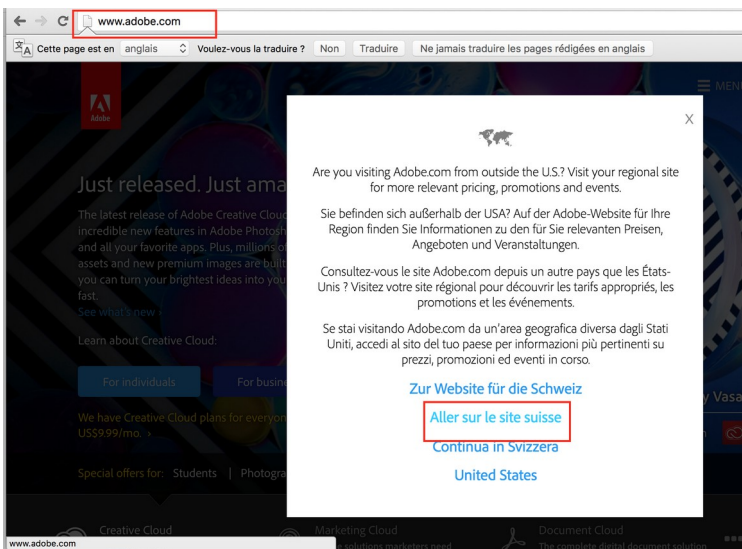 www.adobe.com
Cette page est en anglais Voulez-vous la traduire ? Non Traduire Ne jamais traduire les pages rédigées en anglais
MENU
Adobe
X
Just released. Just ama
The latest release of Adobe Creative Cloud
incredible new features in Adobe Photosh
and all your favorite apps. Plus, millions of
assets and new premium images are built
you can turn your brightest ideas into you
fast.
See what's new ›
Learn about Creative Cloud:
For individuals For busine
We have Creative Cloud plans for everyon
US$9.99/mo. ›
Special offers for: Students | Photogra
Are you visiting Adobe.com from outside the U.S.? Visit your regional site
for more relevant pricing, promotions and events.
Sie befinden sich außerhalb der USA? Auf der Adobe-Website für Ihre
Region finden Sie Informationen zu den für Sie relevanten Preisen,
Angeboten und Veranstaltungen.
Consultez-vous le site Adobe.com depuis un autre pays que les États-
Unis ? Visitez votre site régional pour découvrir les tarifs appropriés, les
promotions et les événements.
Se stai visitando Adobe.com da un'area geografica diversa dagli Stati
Uniti, accedi al sito del tuo paese per informazioni più pertinenti su
prezzi, promozioni ed eventi in corso.
Zur Website für die Schweiz
Aller sur le site suisse
Continua in Svizzera
United States
y Vasa
Creative Cloud Marketing Cloud Document Cloud
e solutions marketers need The complete digital document solution
www.adobe.com